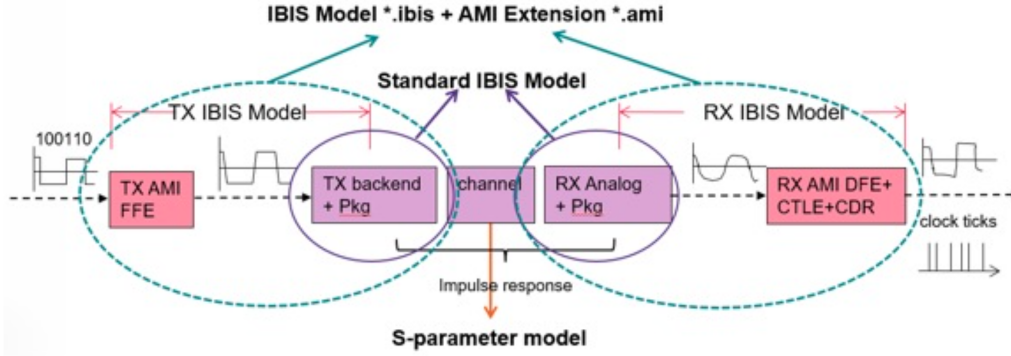 IBIS Model *.ibis + AMI Extension *.ami
Standard IBIS Model
TX IBIS Model
RX IBIS Model
100110
TX AMI
FFE
TX backend
+ Pkg
channel
RX Analog
+ Pkg
RX AMI DFE+
CTLE+CDR
clock ticks
Impulse response
S-parameter model